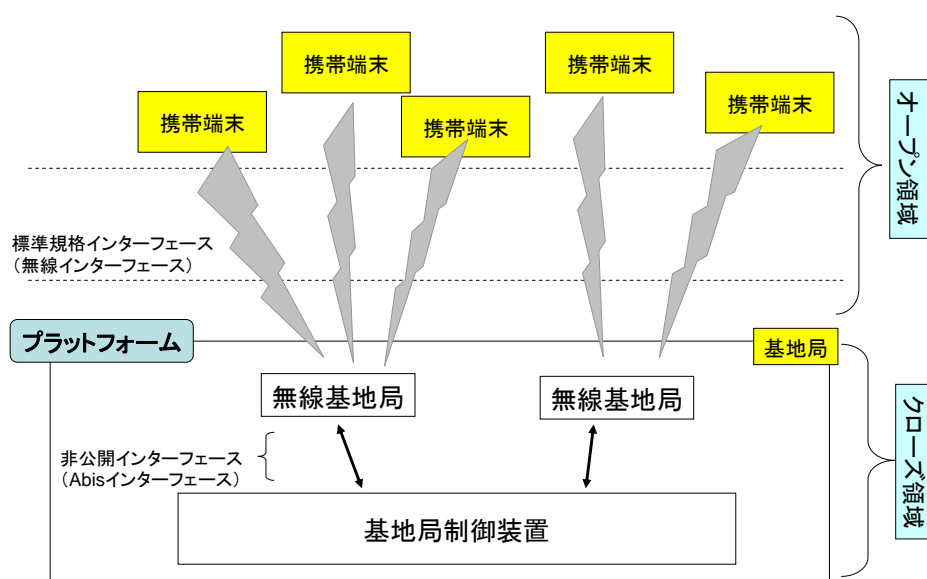 携帯端末
携帯端末
携帯端末
携帯端末
携帯端末
オープン領域
標準規格インターフェース
(無線インターフェース)
プラットフォーム
基地局
無線基地局
無線基地局
クローズ領域
非公開インターフェース
(Abisインターフェース)
基地局制御装置